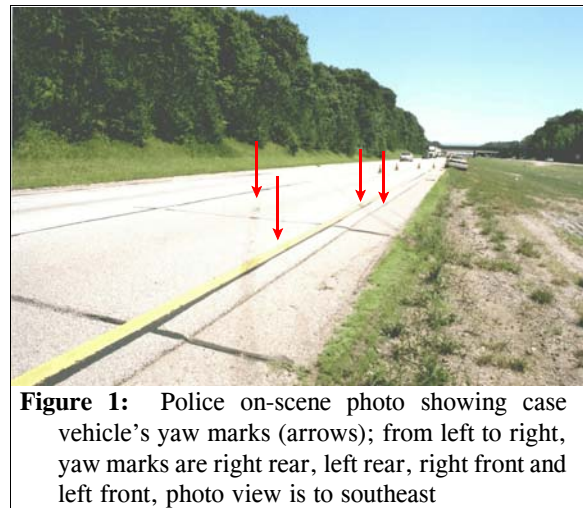 Figure 1: Police on-scene photo showing case
vehicle's yaw marks (arrows); from left to right,
yaw marks are right rear, left rear, right front and
left front, photo view is to southeast